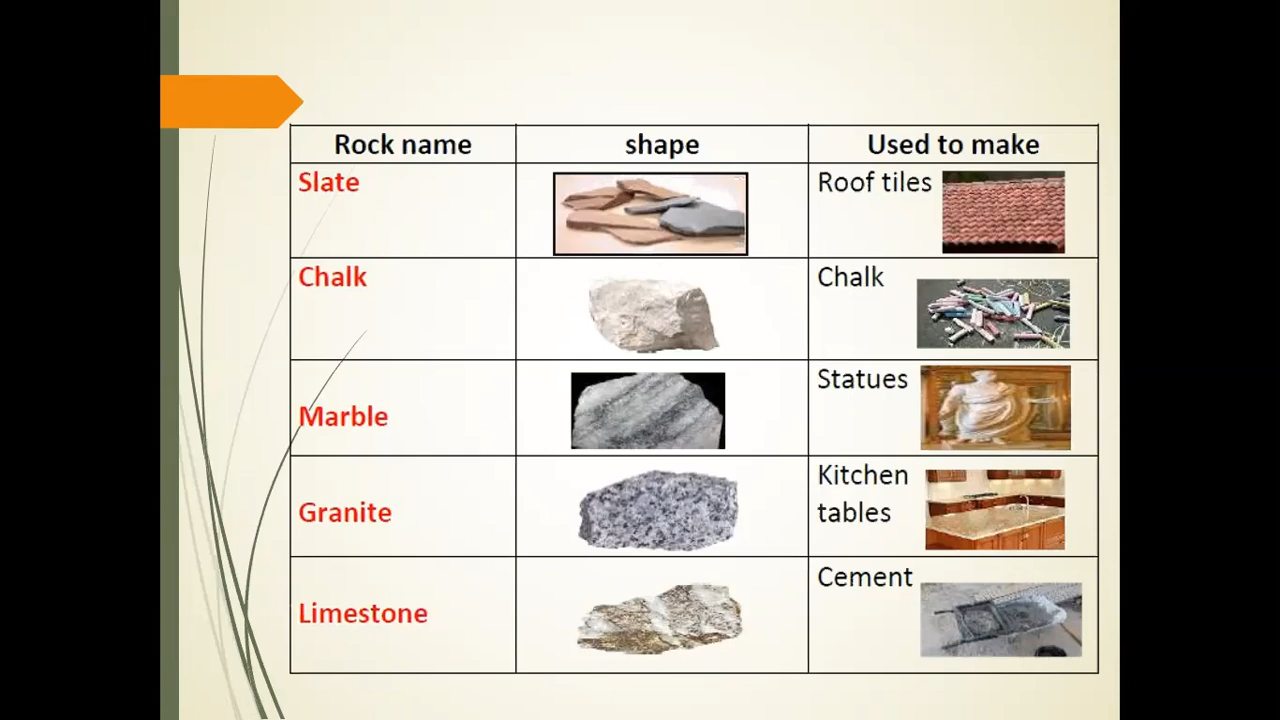 Rock name shape Used to make
Slate Roof tiles
Chalk Chalk
Marble Statues
Granite Kitchen tables
Limestone Cement